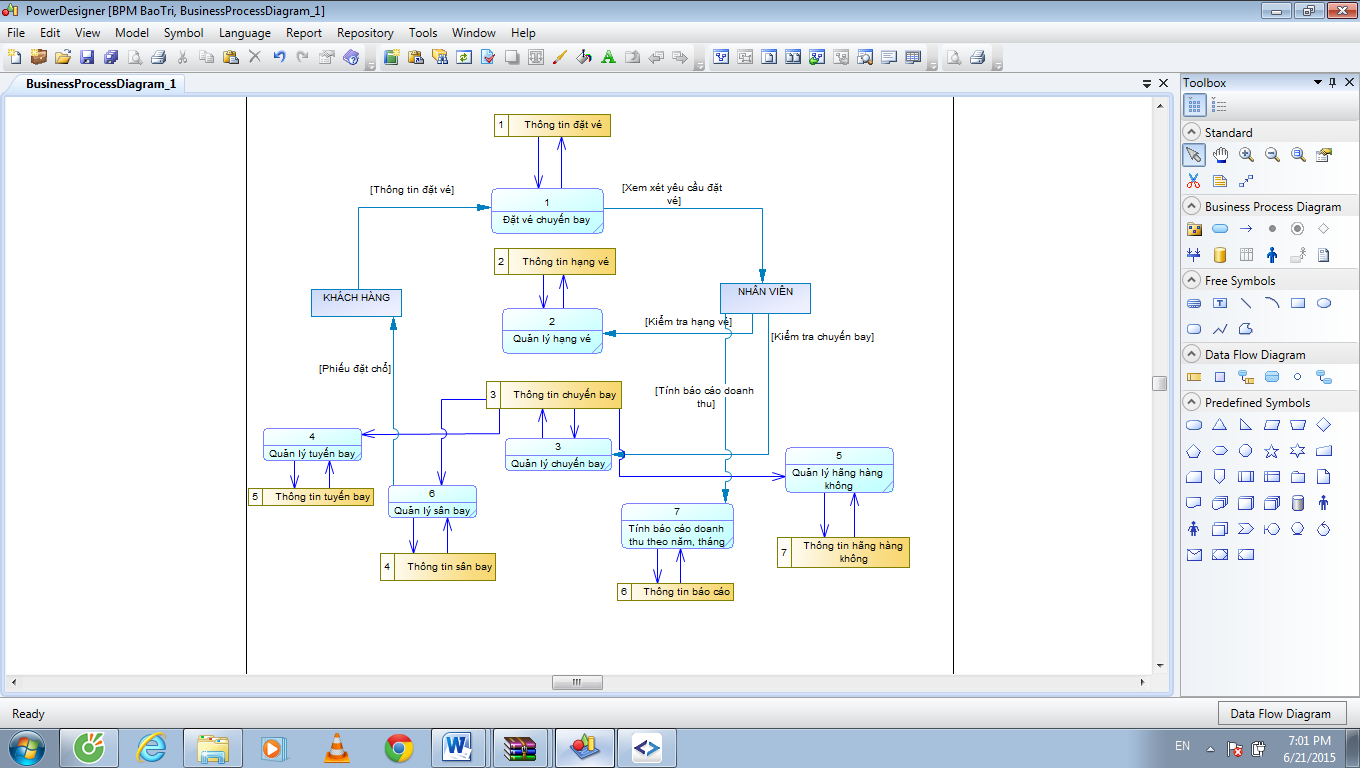 PowerDesigner [BPM BaoTri, BusinessProcessDiagram_1]
File Edit View Model Symbol Language Report Repository Tools Window Help
BusinessProcessDiagram_1
Toolbox
Standard
Business Process Diagram
Free Symbols
Data Flow Diagram
Predefined Symbols
1 Thông tin đặt vé
[Thông tin đặt vé]
[Xem xét yêu cầu đặt
vé]
1
Đặt vé chuyến bay
2 Thông tin hạng vé
KHÁCH HÀNG
NHÂN VIÊN
2
Quản lý hạng vé
[Kiểm tra hạng vé]
[Kiểm tra chuyến bay]
[Phiếu đặt chổ]
3 Thông tin chuyến bay
[Tính báo cáo doanh
thu]
4
Quản lý tuyến bay
3
Quản lý chuyến bay
5
Quản lý hãng hàng
không
5 Thông tin tuyến bay
6
Quản lý sân bay
7
Tính báo cáo doanh
thu theo năm, tháng
4 Thông tin sân bay
7 Thông tin hãng hàng
không
6 Thông tin báo cáo
Ready
Data Flow Diagram
EN
7:01 PM
6/21/2015